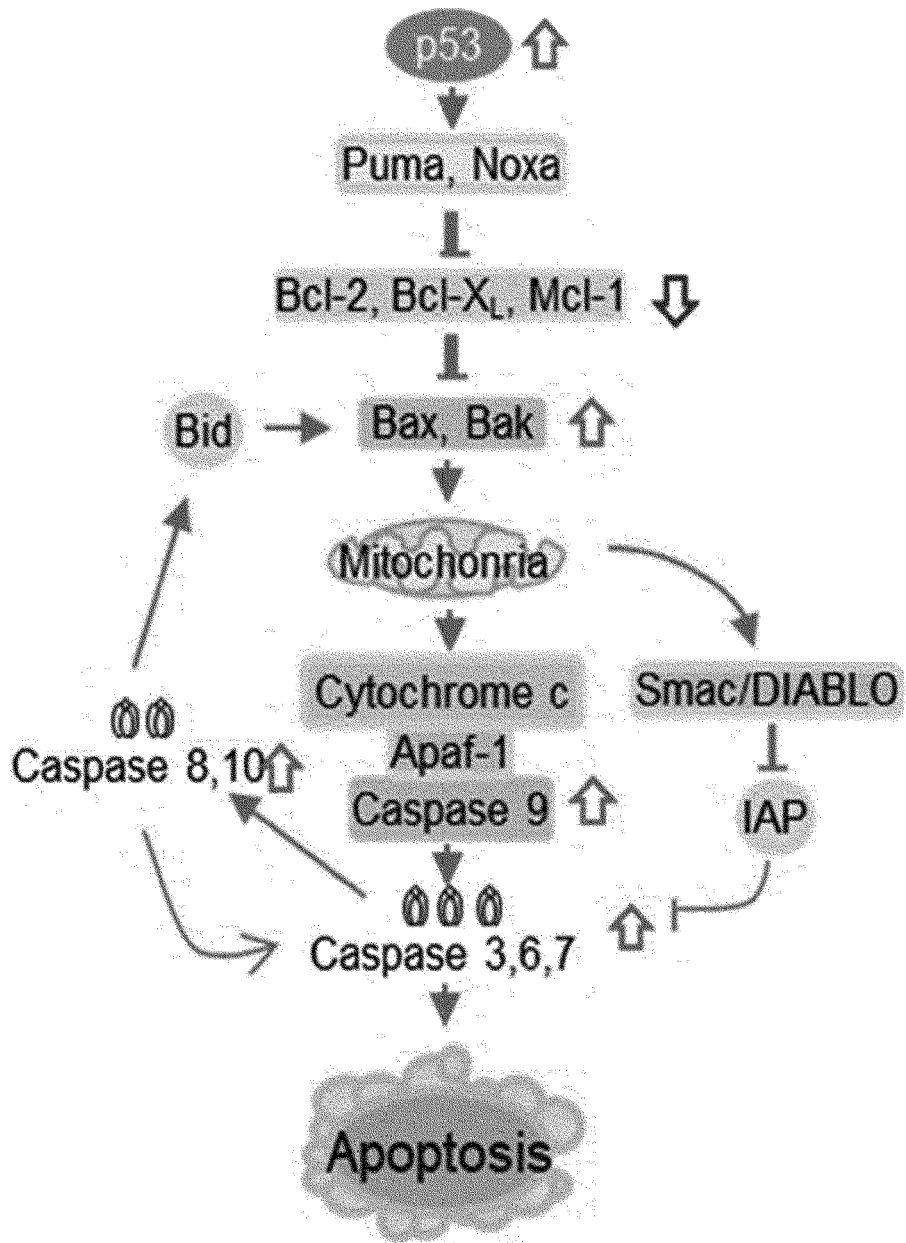 p53
Puma, Noxa
Bcl-2, Bcl-XL, Mcl-1
Bid
Bax, Bak
Mitochonria
Cytochrome c
Smac/DIABLO
Apaf-1
Caspase 8,10
Caspase 9
IAP
Caspase 3,6,7
Apoptosis